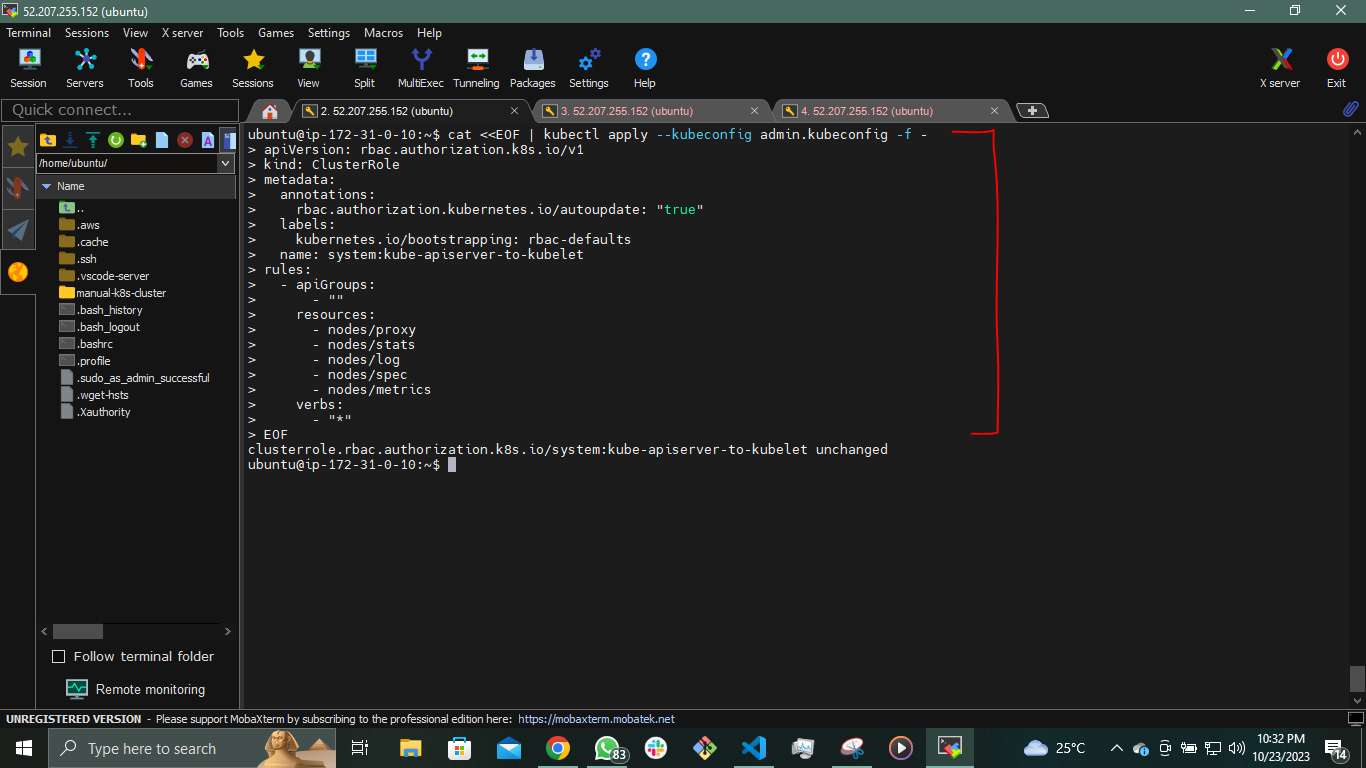 52.207.255.152 (ubuntu)
Terminal Sessions View X server Tools Games Settings Macros Help
Session Servers Tools Games Sessions View Split MultiExec Tunneling Packages Settings Help X server Exit
Quick connect...
2. 52.207.255.152 (ubuntu)
3. 52.207.255.152 (ubuntu)
4. 52.207.255.152 (ubuntu)
/home/ubuntu/
Name
..
.aws
.cache
.ssh
.vscode-server
manual-k8s-cluster
.bash_history
.bash_logout
.bashrc
.profile
.sudo_as_admin_successful
.wget-hsts
.Xauthority
Follow terminal folder
Remote monitoring
ubuntu@ip-172-31-0-10:~$ cat <<EOF | kubectl apply --kubeconfig admin.kubeconfig -f -
> apiVersion: rbac.authorization.k8s.io/v1
> kind: ClusterRole
> metadata:
>   annotations:
>     rbac.authorization.kubernetes.io/autoupdate: "true"
>   labels:
>     kubernetes.io/bootstrapping: rbac-defaults
>   name: system:kube-apiserver-to-kubelet
> rules:
>   - apiGroups:
>       - ""
>     resources:
>       - nodes/proxy
>       - nodes/stats
>       - nodes/log
>       - nodes/spec
>       - nodes/metrics
>     verbs:
>       - "*"
> EOF
clusterrole.rbac.authorization.k8s.io/system:kube-apiserver-to-kubelet unchanged
ubuntu@ip-172-31-0-10:~$
UNREGISTERED VERSION - Please support MobaXterm by subscribing to the professional edition here: https://mobaxterm.mobatek.net
Type here to search
83
25°C
10:32 PM
10/23/2023
14